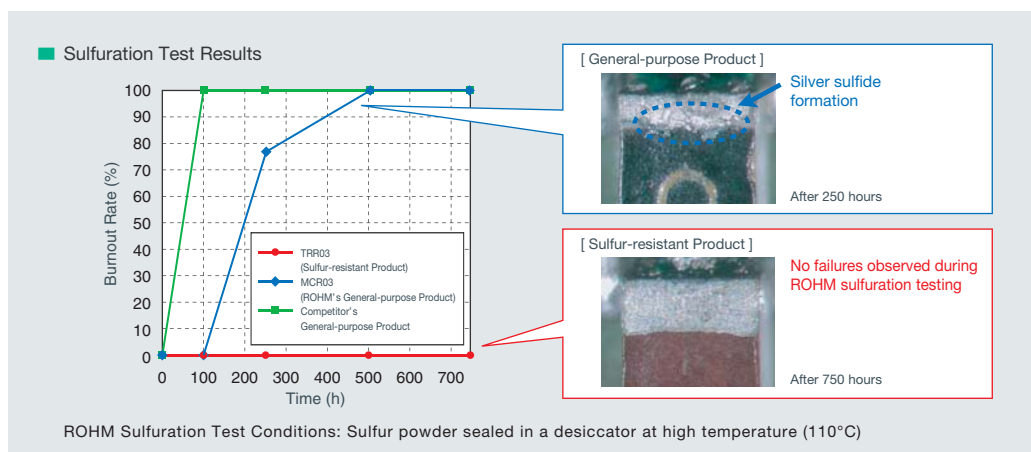 Sulfuration Test Results
Burnout Rate (%)
100
90
80
70
60
50
40
30
20
10
0
0 100 200 300 400 500 600 700
Time (h)
TRR03
(Sulfur-resistant Product)
MCR03
(ROHM's General-purpose Product)
Competitor's
General-purpose Product
[ General-purpose Product ]
Silver sulfide
formation
After 250 hours
[ Sulfur-resistant Product ]
No failures observed during
ROHM sulfuration testing
After 750 hours
ROHM Sulfuration Test Conditions: Sulfur powder sealed in a desiccator at high temperature (110°C)